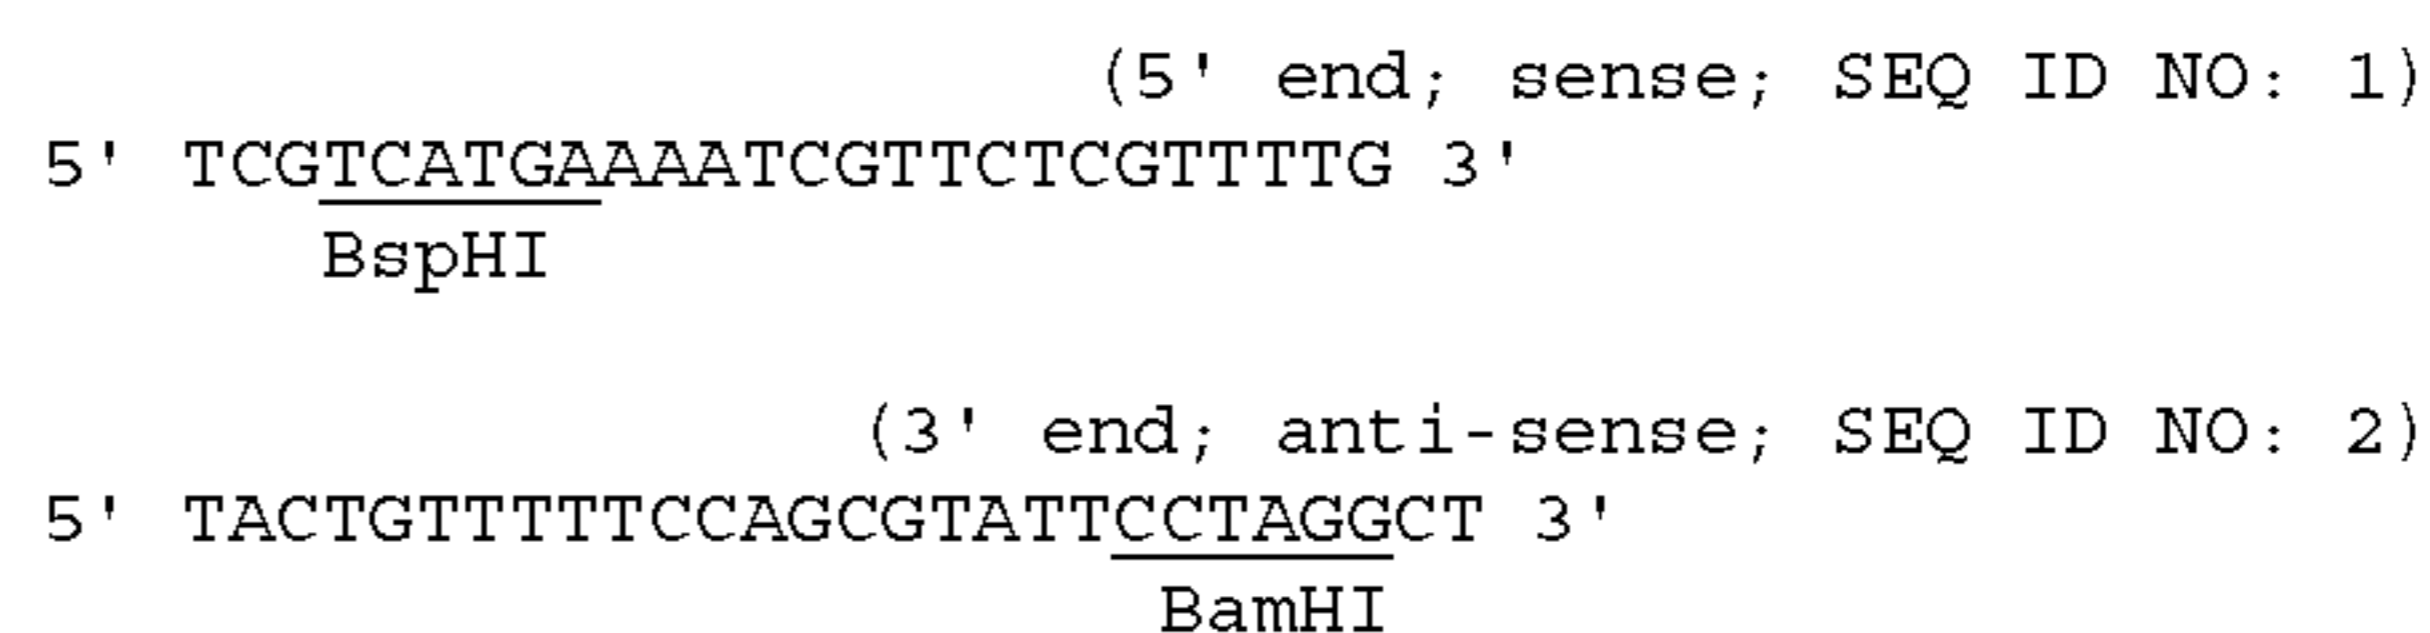 (5' end; sense; SEQ ID NO: 1)
5' TCGTCATGAAAATCGTTCTCGTTTTG 3'
BspHI
(3' end; anti-sense; SEQ ID NO: 2)
5' TACTGTTTTTCCAGCGTATTCCTAGGCT 3'
BamHI